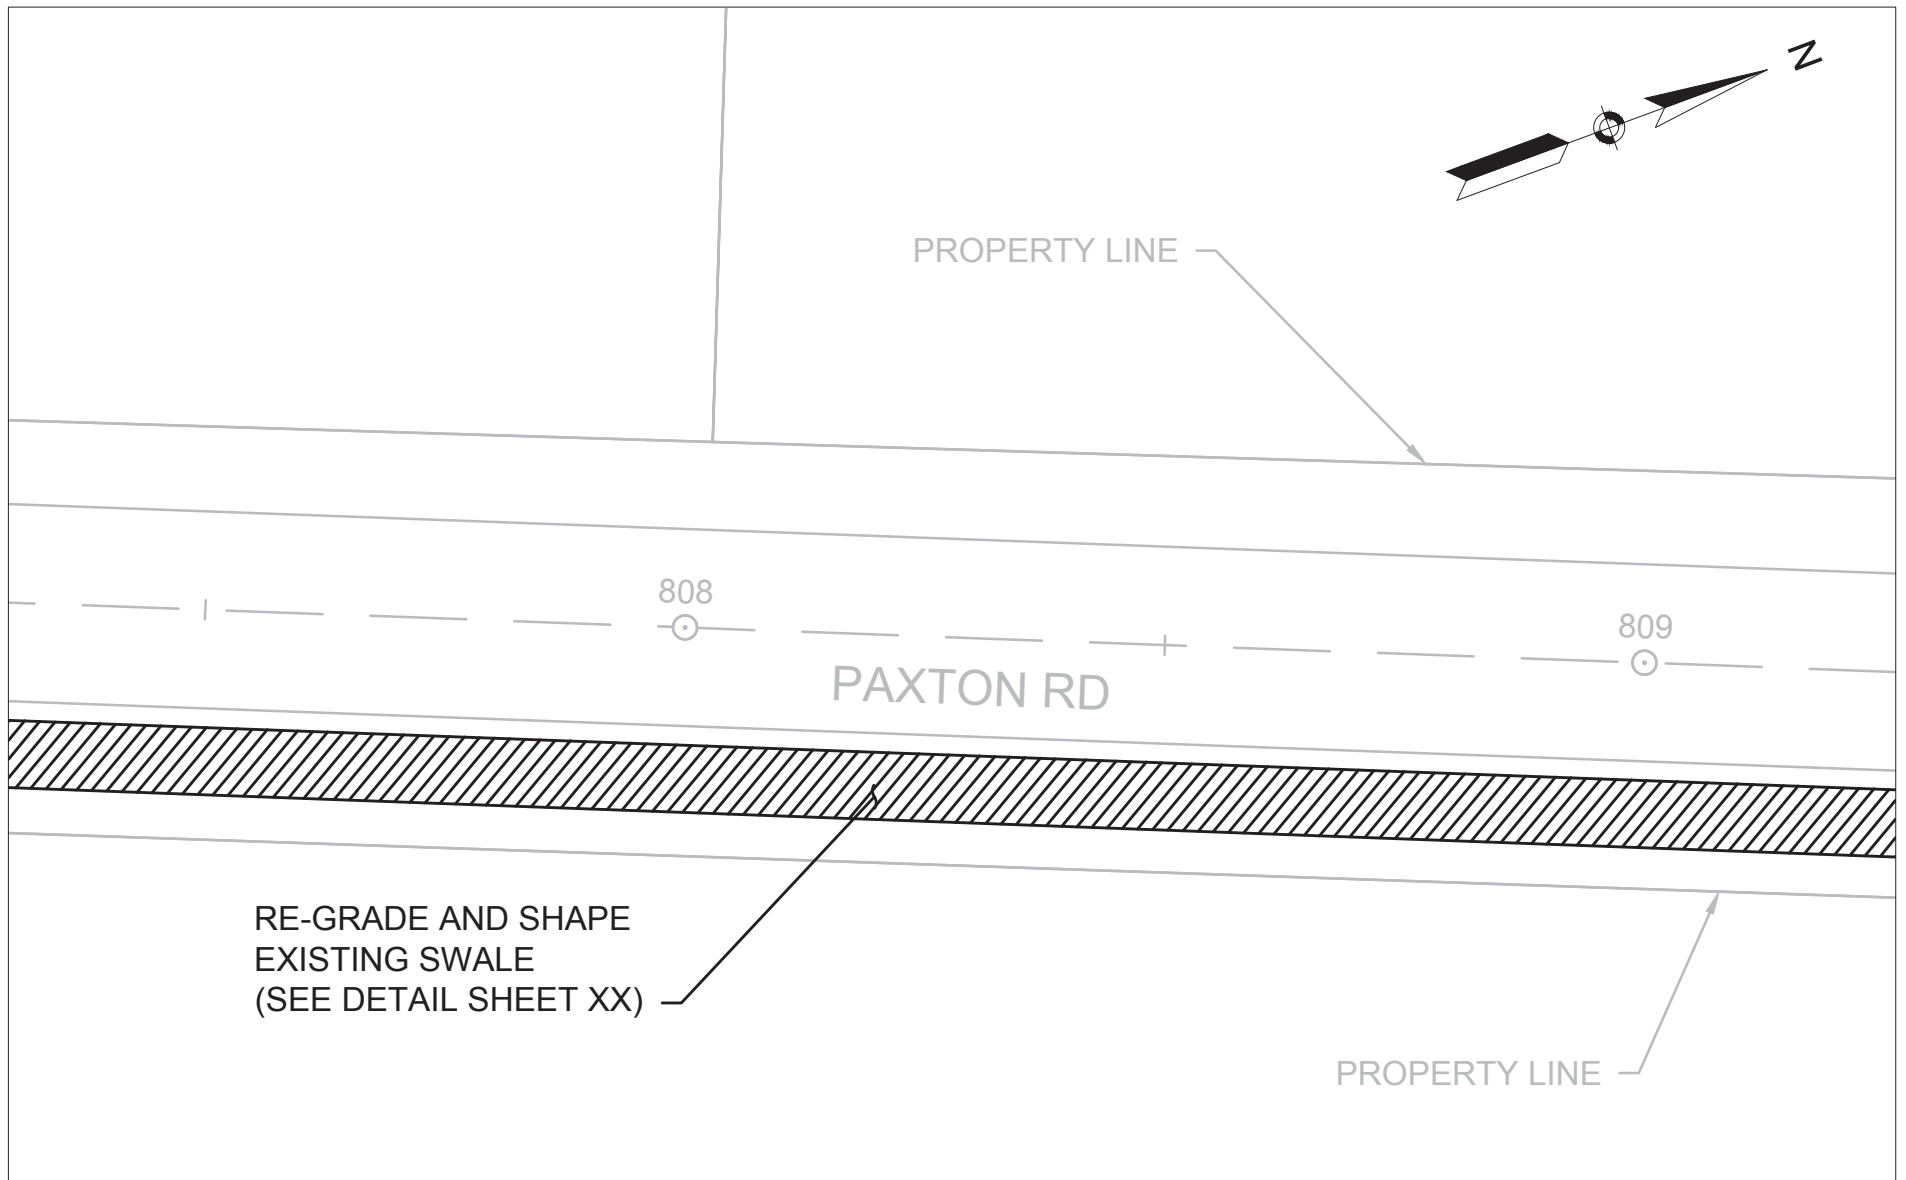 N
PROPERTY LINE
808
809
PAXTON RD
RE-GRADE AND SHAPE
EXISTING SWALE
(SEE DETAIL SHEET XX)
PROPERTY LINE